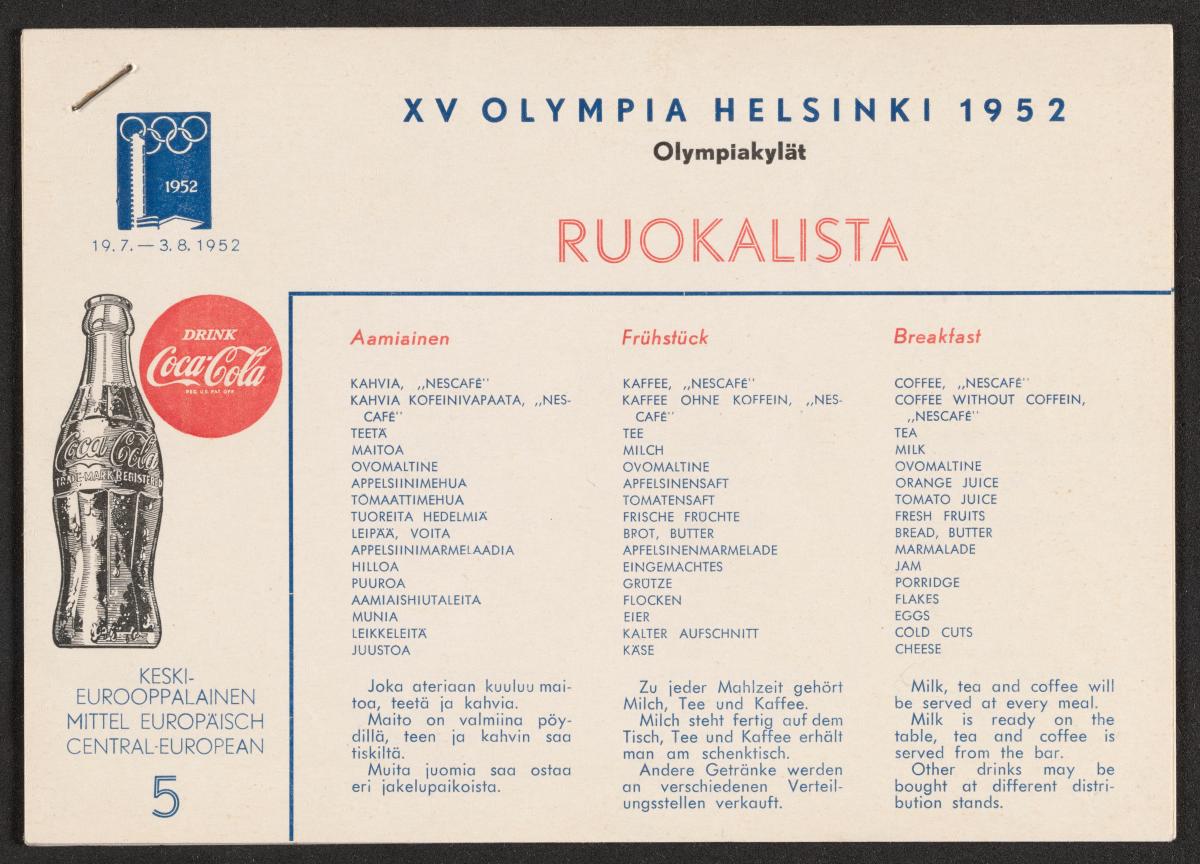 XV OLYMPIA HELSINKI 1952
Olympiakylät
RUOKALISTA
1952
19.7.—3.8.1952
DRINK
Coca-Cola
REG. U.S. PAT. OFF.
Coca-Cola
TRADE-MARK REGISTERED
KESKI-
EUROOPPALAINEN
MITTEL EUROPÄISCH
CENTRAL-EUROPEAN
5
Aamiainen
KAHVIA, „NESCAFÉ"
KAHVIA KOFEINIVAPAATA, „NES-
CAFÉ"
TEETÄ
MAITOA
OVOMALTINE
APPELSIINIMEHUA
TOMAATTIMEHUA
TUOREITA HEDELMIÄ
LEIPÄÄ, VOITA
APPELSIINIMARMELAADIA
HILLOA
PUUROA
AAMIAISHIUTALEITA
MUNIA
LEIKKELEITÄ
JUUSTOA
Joka ateriaan kuuluu mai-
toa, teetä ja kahvia.
Maito on valmiina pöy-
dillä, teen ja kahvin saa
tiskiltä.
Muita juomia saa ostaa
eri jakelupaikoista.
Frühstück
KAFFEE, „NESCAFÉ"
KAFFEE OHNE KOFFEIN, „NES-
CAFÉ"
TEE
MILCH
OVOMALTINE
APFELSINENSAFT
TOMATENSAFT
FRISCHE FRÜCHTE
BROT, BUTTER
APFELSINENMARMELADE
EINGEMACHTES
GRÜTZE
FLOCKEN
EIER
KALTER AUFSCHNITT
KÄSE
Zu jeder Mahlzeit gehört
Milch, Tee und Kaffee.
Milch steht fertig auf dem
Tisch, Tee und Kaffee erhält
man am schenktisch.
Andere Getränke werden
an verschiedenen Verteil-
ungsstellen verkauft.
Breakfast
COFFEE, „NESCAFÉ"
COFFEE WITHOUT COFFEIN,
„NESCAFÉ"
TEA
MILK
OVOMALTINE
ORANGE JUICE
TOMATO JUICE
FRESH FRUITS
BREAD, BUTTER
MARMALADE
JAM
PORRIDGE
FLAKES
EGGS
COLD CUTS
CHEESE
Milk, tea and coffee will
be served at every meal.
Milk is ready on the
table, tea and coffee is
served from the bar.
Other drinks may be
bought at different distri-
bution stands.